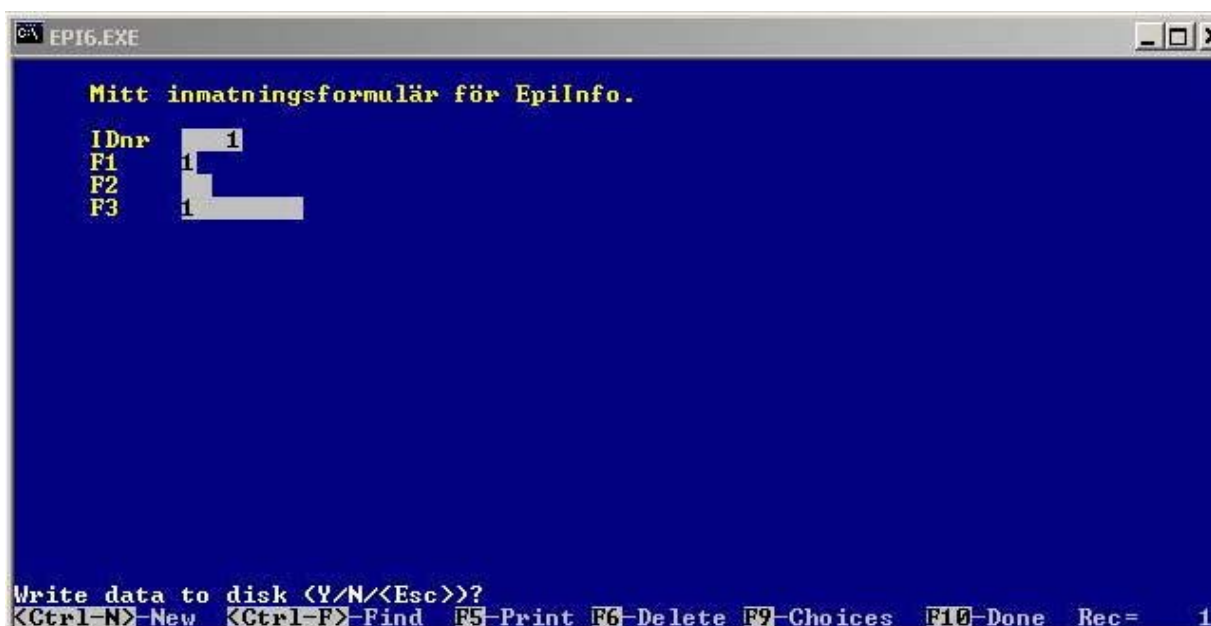 EPI6.EXE
Mitt inmatningsformulär för EpiInfo.
IDnr 1
F1 1
F2
F3 1
Write data to disk (Y/N/<Esc>)?
<Ctrl-N>-New <Ctrl-F>-Find F5-Print F6-Delete F9-Choices F10-Done Rec= 1